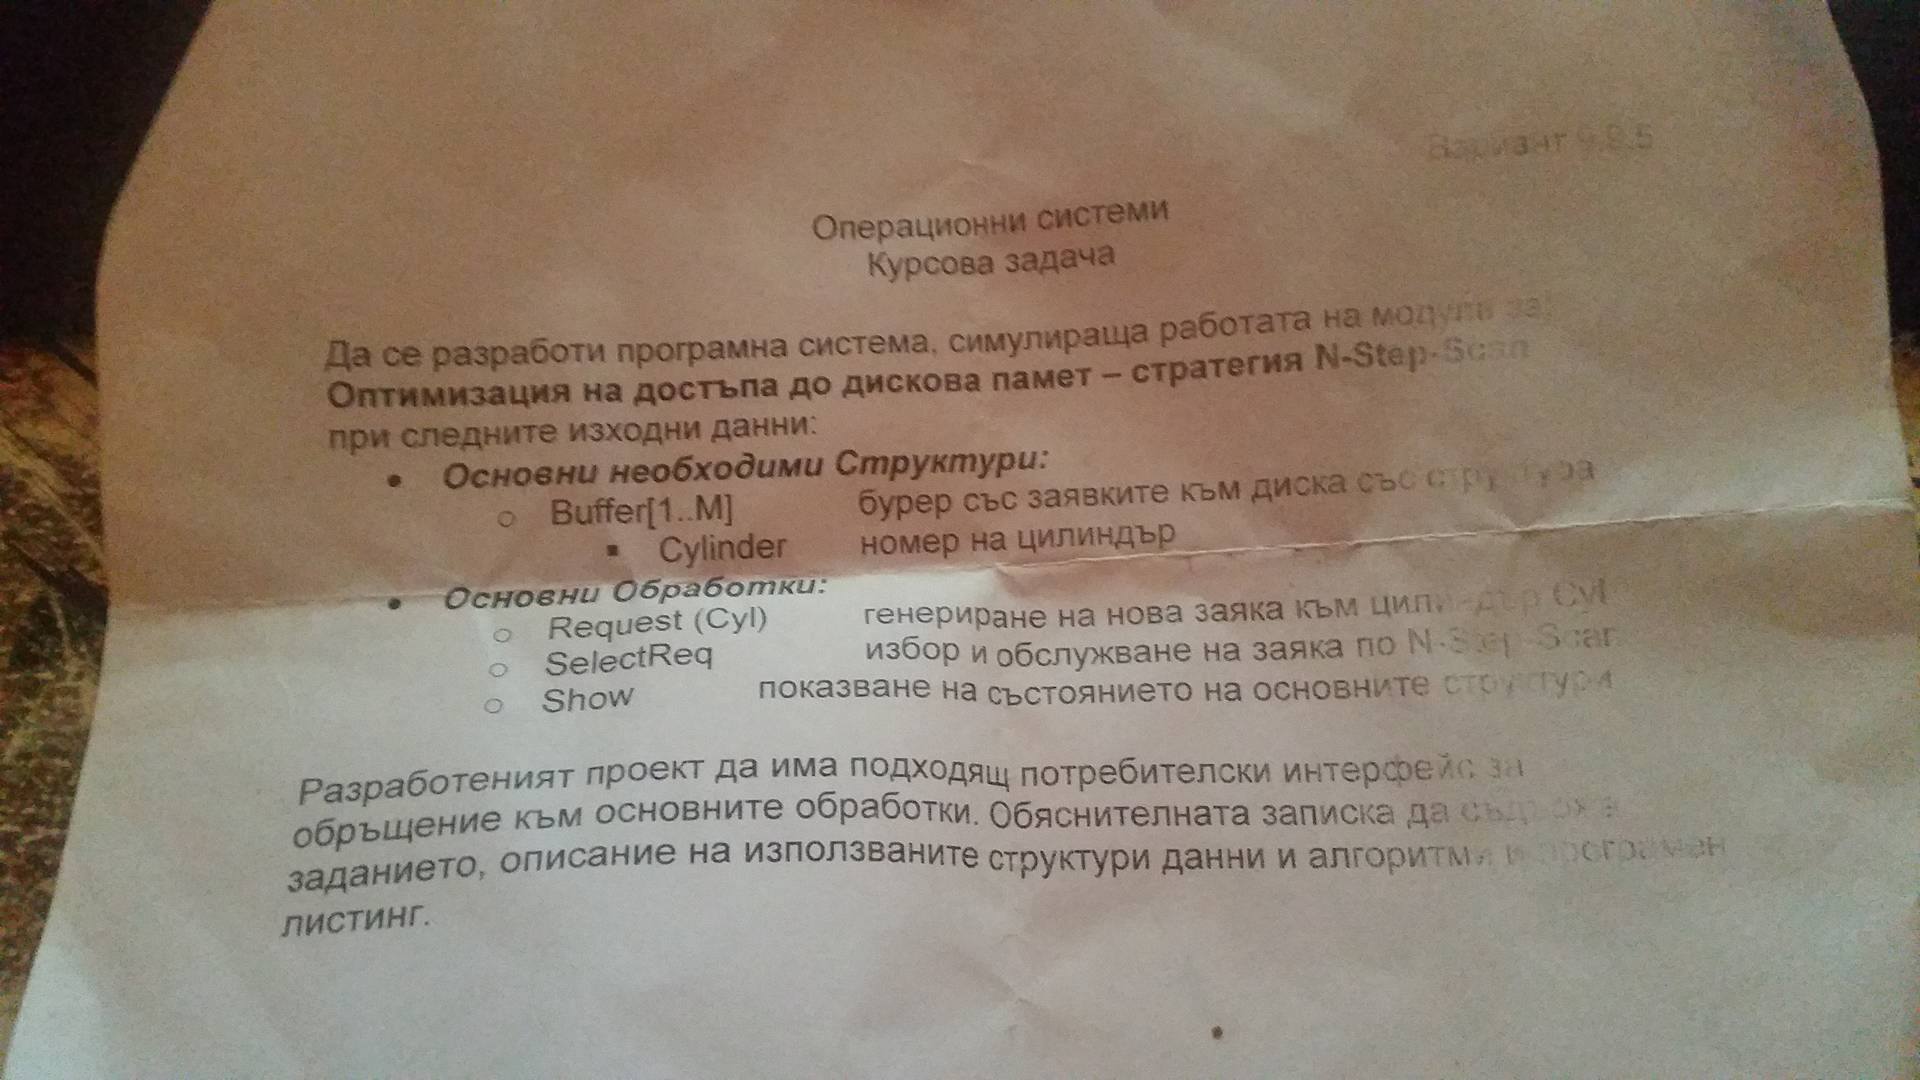 Вариант 9.8.5
Операционни системи
Курсова задача
Да се разработи програмна система, симулираща работата на модули за
Оптимизация на достъпа до дискова памет – стратегия N-Step-Scan
при следните изходни данни:
• Основни необходими Структури:
o Buffer[1..M] бурер със заявките към диска със структура
▪ Cylinder номер на цилиндър
• Основни Обработки:
o Request (Cyl) генериране на нова заяка към цилиндър Cyl
o SelectReq избор и обслужване на заяка по N-Step-Scan
o Show показване на състоянието на основните структури
Разработеният проект да има подходящ потребителски интерфейс за
обръщение към основните обработки. Обяснителната записка да съдържа
заданието, описание на използваните структури данни и алгоритми и програмен
листинг.